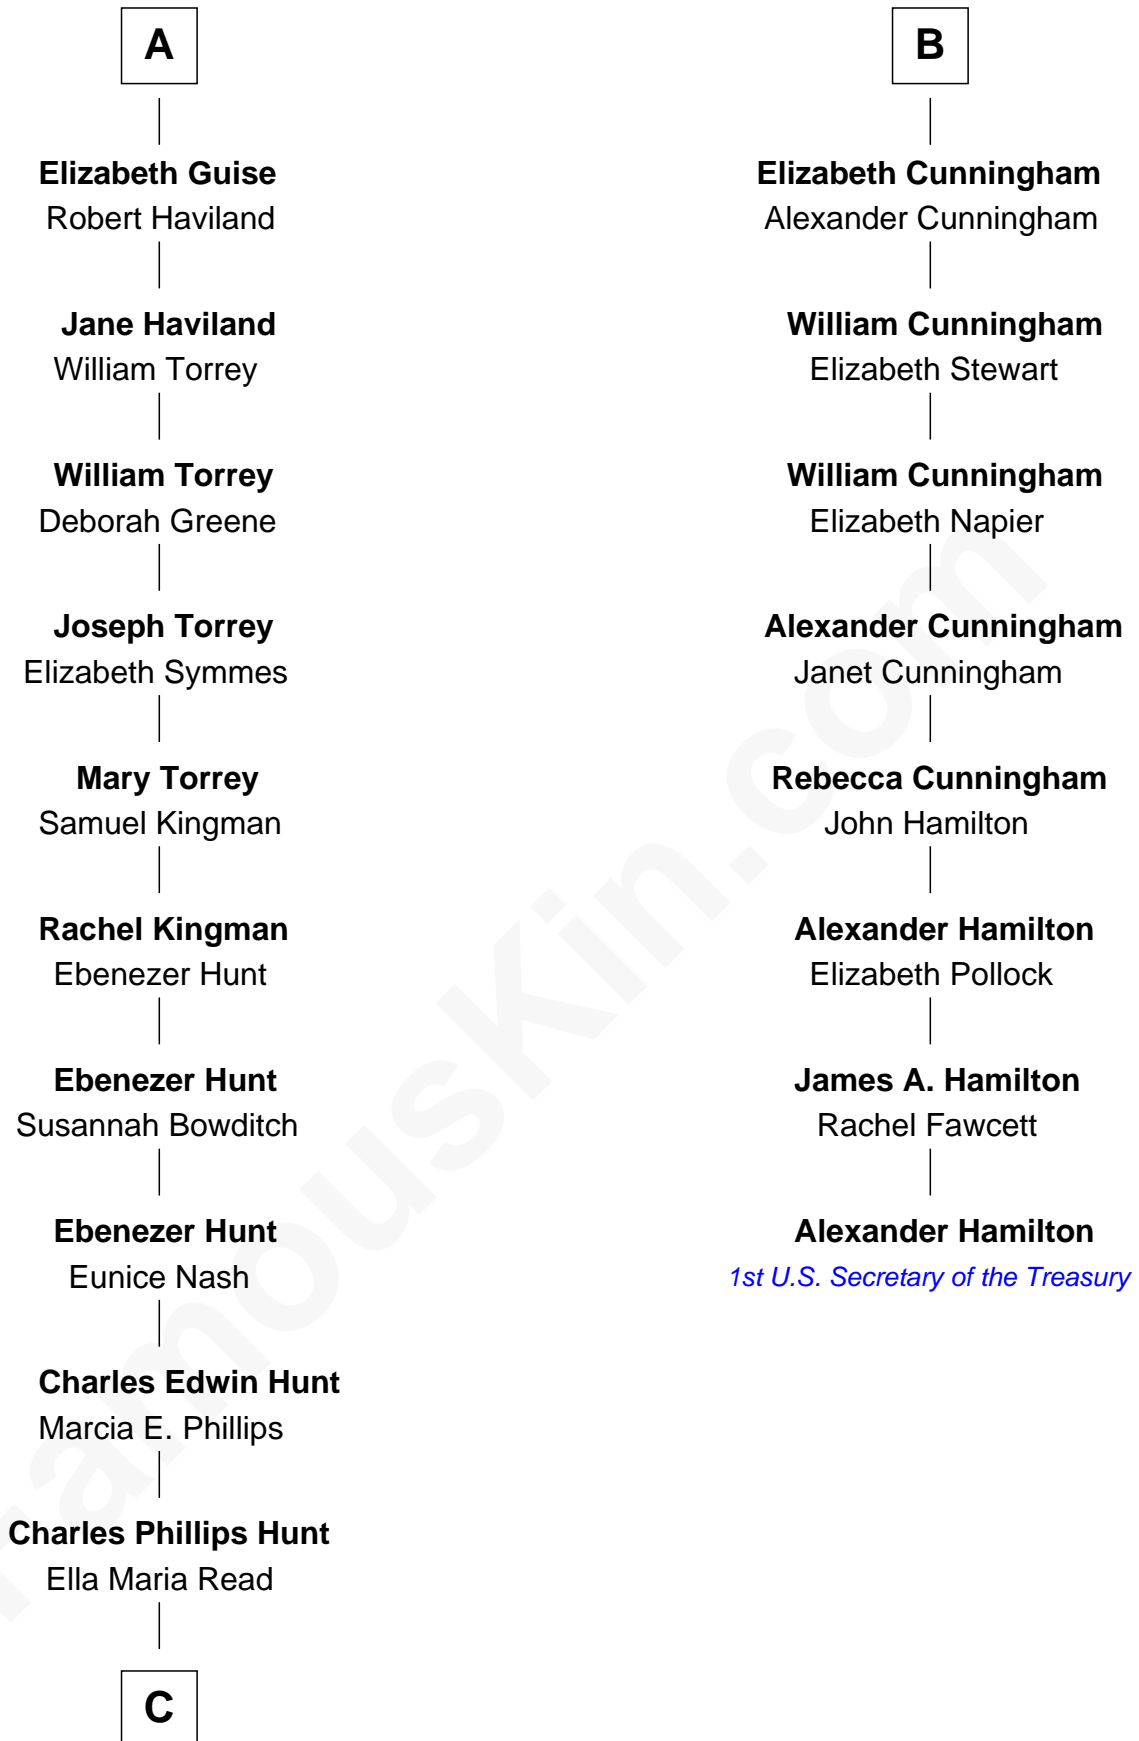 A
Elizabeth Guise
Robert Haviland
Jane Haviland
William Torrey
William Torrey
Deborah Greene
Joseph Torrey
Elizabeth Symmes
Mary Torrey
Samuel Kingman
Rachel Kingman
Ebenezer Hunt
Ebenezer Hunt
Susannah Bowditch
Ebenezer Hunt
Eunice Nash
Charles Edwin Hunt
Marcia E. Phillips
Charles Phillips Hunt
Ella Maria Read
C
B
Elizabeth Cunningham
Alexander Cunningham
William Cunningham
Elizabeth Stewart
William Cunningham
Elizabeth Napier
Alexander Cunningham
Janet Cunningham
Rebecca Cunningham
John Hamilton
Alexander Hamilton
Elizabeth Pollock
James A. Hamilton
Rachel Fawcett
Alexander Hamilton
1st U.S. Secretary of the Treasury
FamousKin.com